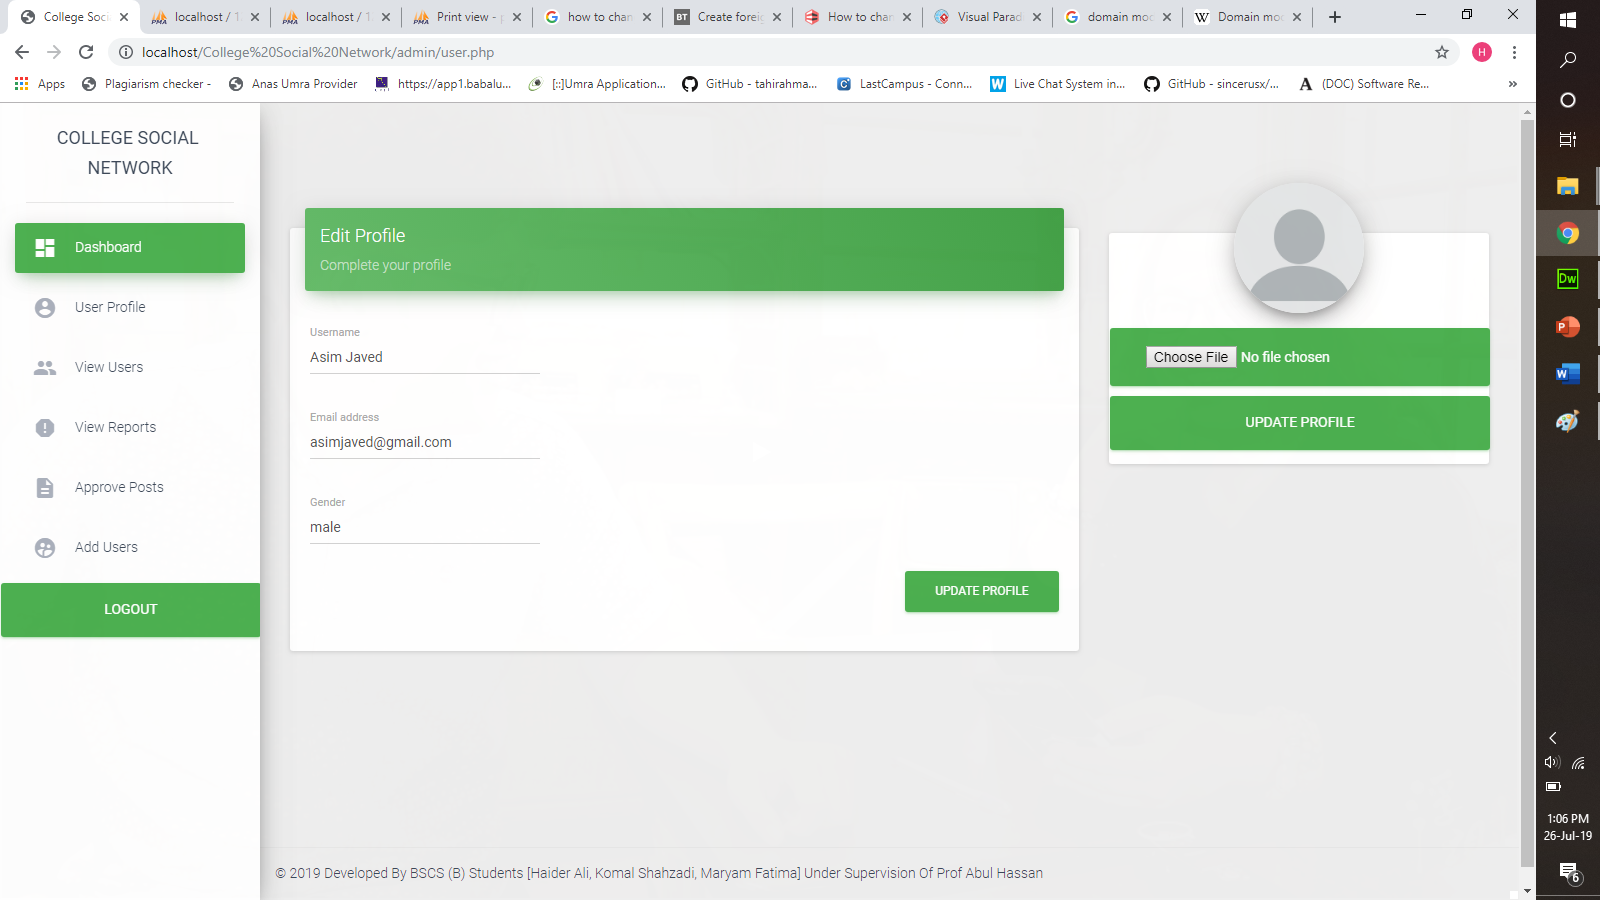 College Soci
localhost / 1
localhost / 1
Print view - p
how to chan
Create forei
How to chan
Visual Parad
domain mod
Domain mod
localhost/College%20Social%20Network/admin/user.php
H
Apps
Plagiarism checker -
Anas Umra Provider
https://app1.babalu...
[::]Umra Application...
GitHub - tahirahma...
LastCampus - Conn...
Live Chat System in...
GitHub - sincerusx/...
(DOC) Software Re...
»
COLLEGE SOCIAL
NETWORK
Dashboard
User Profile
View Users
View Reports
Approve Posts
Add Users
LOGOUT
Edit Profile
Complete your profile
Username
Asim Javed
Email address
asimjaved@gmail.com
Gender
male
UPDATE PROFILE
Choose File No file chosen
UPDATE PROFILE
© 2019 Developed By BSCS (B) Students [Haider Ali, Komal Shahzadi, Maryam Fatima] Under Supervision Of Prof Abul Hassan
Dw
1:06 PM
26-Jul-19
6